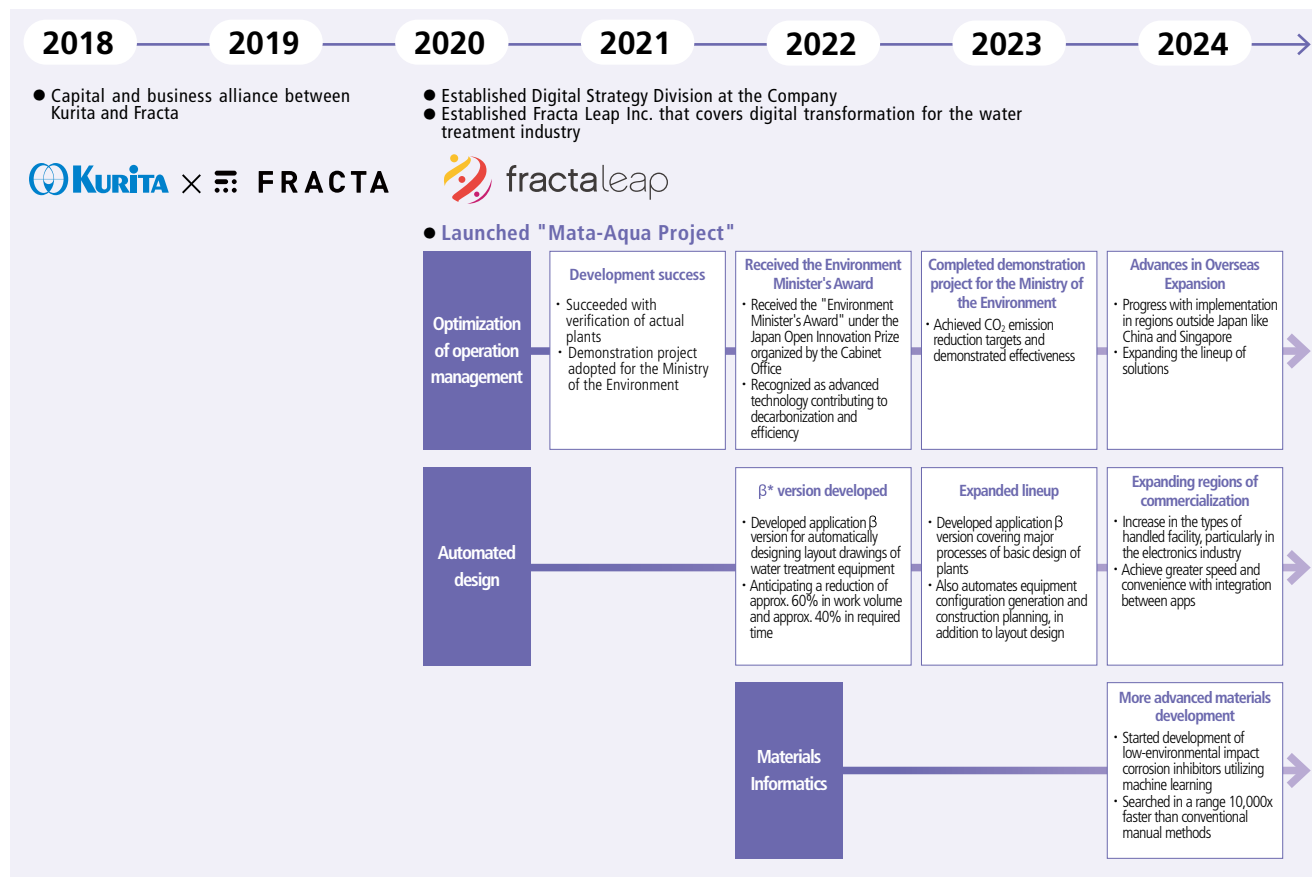 2018 2019 2020 2021 2022 2023 2024
● Capital and business alliance between
Kurita and Fracta
KURITA × FRACTA
● Established Digital Strategy Division at the Company
● Established Fracta Leap Inc. that covers digital transformation for the water
treatment industry
fractaleap
● Launched "Mata-Aqua Project"
Optimization
of operation
management
Development success
・Succeeded with
verification of actual
plants
・Demonstration project
adopted for the Ministry
of the Environment
Received the Environment
Minister's Award
・Received the "Environment
Minister's Award" under the
Japan Open Innovation Prize
organized by the Cabinet
Office
・Recognized as advanced
technology contributing to
decarbonization and
efficiency
Completed demonstration
project for the Ministry of
the Environment
・Achieved CO₂ emission
reduction targets and
demonstrated effectiveness
Advances in Overseas
Expansion
・Progress with implementation
in regions outside Japan like
China and Singapore
・Expanding the lineup of
solutions
Automated
design
β* version developed
・Developed application β
version for automatically
designing layout drawings of
water treatment equipment
・Anticipating a reduction of
approx. 60% in work volume
and approx. 40% in required
time
Expanded lineup
・Developed application β
version covering major
processes of basic design of
plants
・Also automates equipment
configuration generation and
construction planning, in
addition to layout design
Expanding regions of
commercialization
・Increase in the types of
handled facility, particularly in
the electronics industry
・Achieve greater speed and
convenience with integration
between apps
Materials
Informatics
More advanced materials
development
・Started development of
low-environmental impact
corrosion inhibitors utilizing
machine learning
・Searched in a range 10,000x
faster than conventional
manual methods